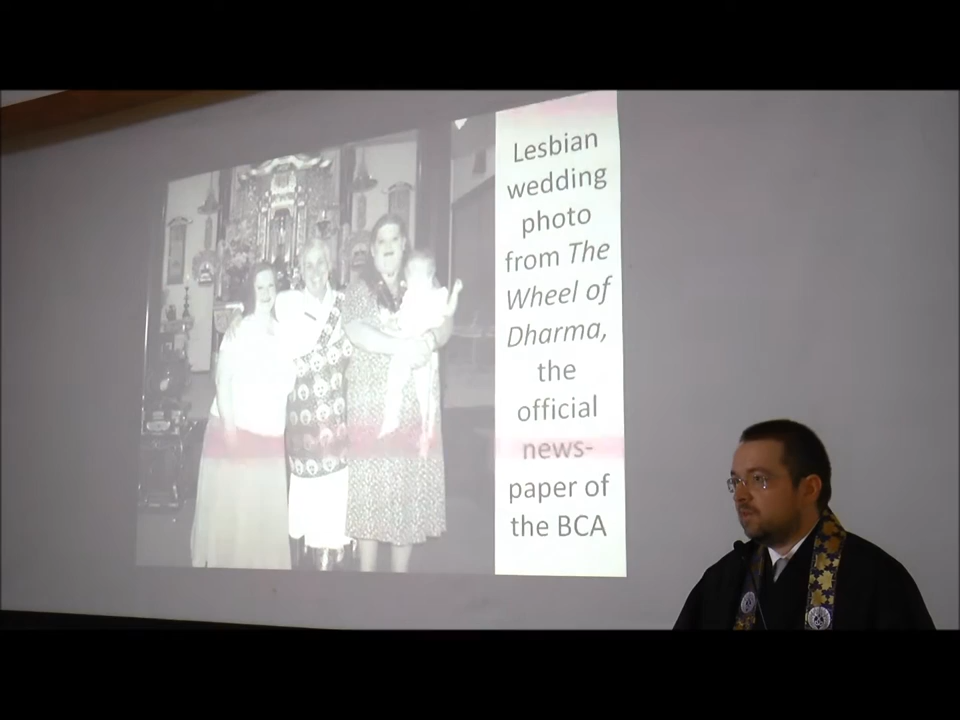 Lesbian
wedding
photo
from The
Wheel of
Dharma,
the
official
news-
paper of
the BCA